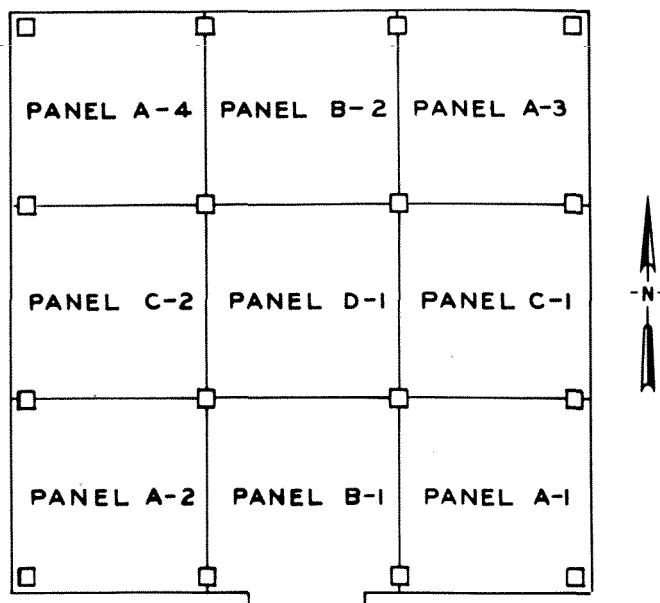 PANEL A-4 PANEL B-2 PANEL A-3
PANEL C-2 PANEL D-1 PANEL C-1
-N-
PANEL A-2 PANEL B-1 PANEL A-1